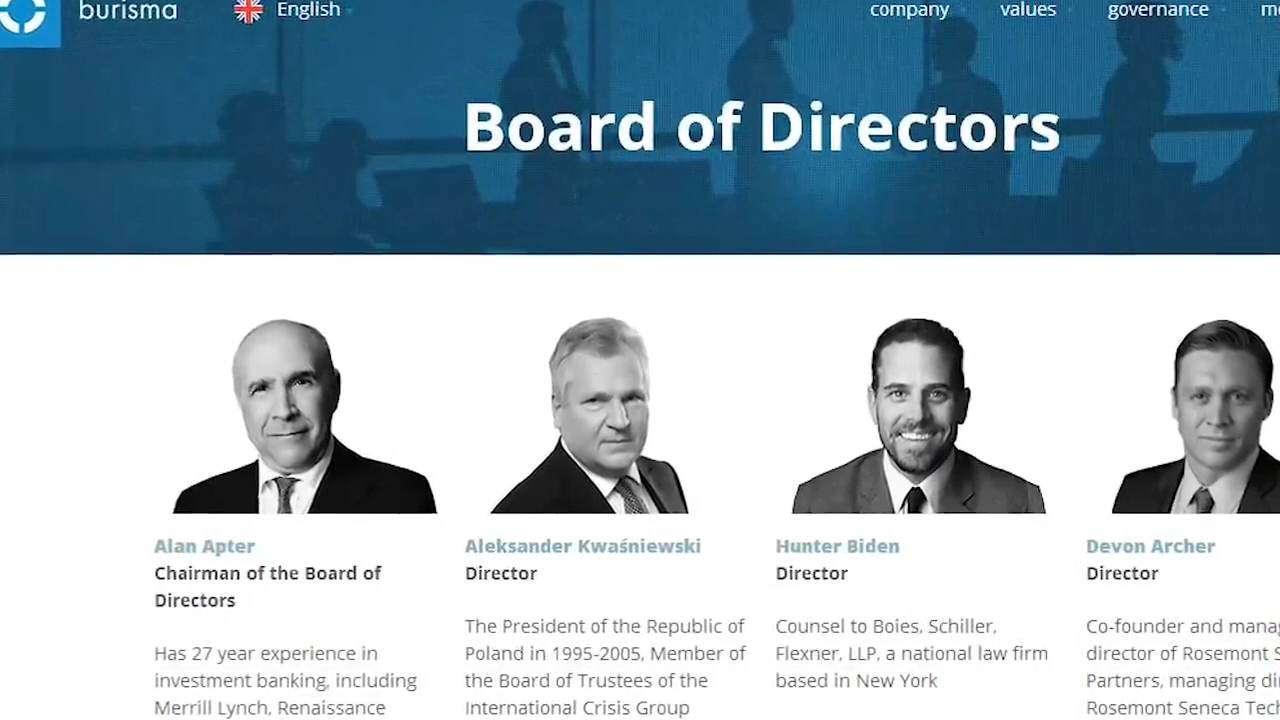 burisma
English
company values governance
Board of Directors
Alan Apter
Chairman of the Board of
Directors
Has 27 year experience in
investment banking, including
Merrill Lynch, Renaissance
Aleksander Kwaśniewski
Director
The President of the Republic of
Poland in 1995-2005, Member of
the Board of Trustees of the
International Crisis Group
Hunter Biden
Director
Counsel to Boies, Schiller,
Flexner, LLP, a national law firm
based in New York
Devon Archer
Director
Co-founder and
director of Rosemont
Partners, managing
Rosemont Seneca